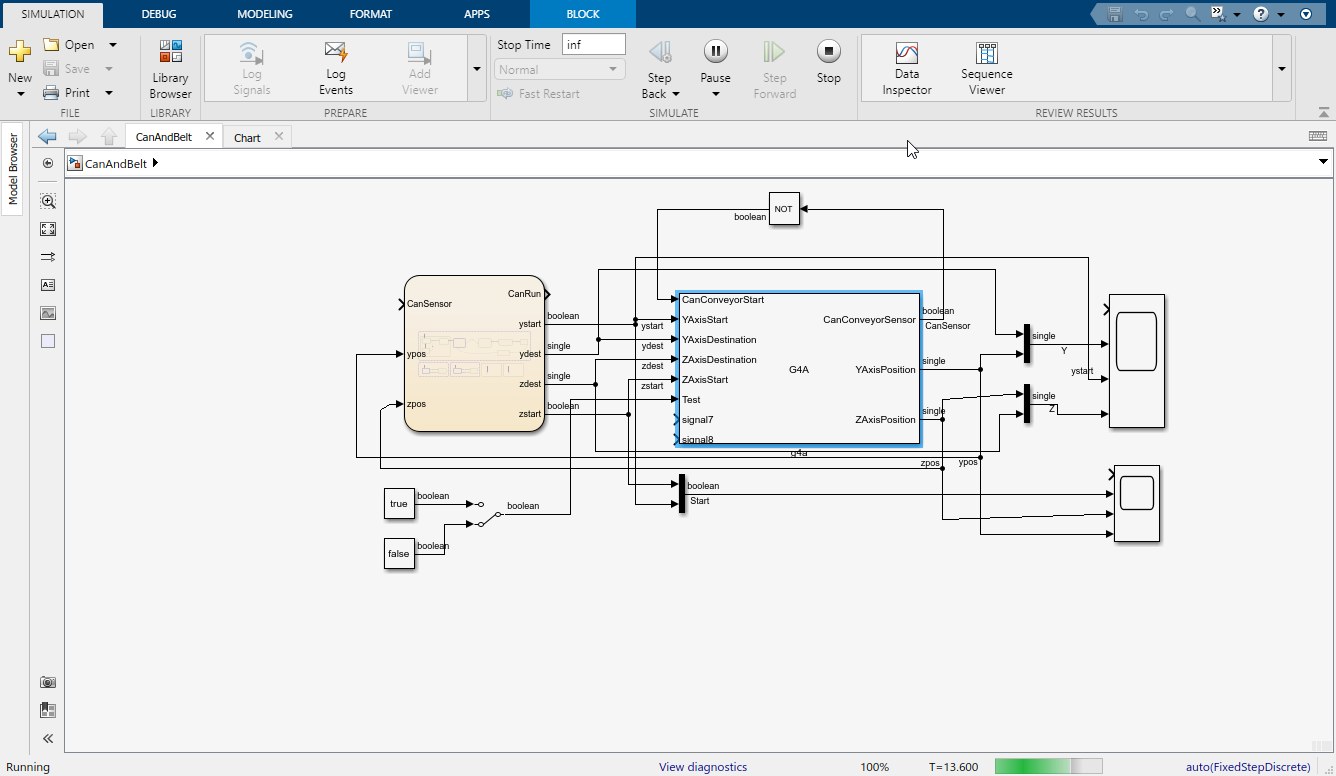 SIMULATION DEBUG MODELING FORMAT APPS BLOCK
New
Open
Save
Print
FILE
Library
Browser
LIBRARY
Log
Signals
Log
Events
Add
Viewer
PREPARE
Stop Time inf
Normal
Fast Restart
Step
Back
Pause
Step
Forward
Stop
SIMULATE
Data
Inspector
Sequence
Viewer
REVIEW RESULTS
Model Browser
CanAndBelt
Chart
CanAndBelt
NOT
boolean
CanSensor
CanRun
ystart
ypos
ydest
zdest
zpos
zstart
boolean
single
single
boolean
ystart
ydest
zdest
zstart
CanConveyorStart
YAxisStart
YAxisDestination
ZAxisDestination
ZAxisStart
Test
signal7
signal8
G4A
CanConveyorSensor
YAxisPosition
ZAxisPosition
g4a
boolean
CanSensor
single
single
zpos
ypos
single
Y
single
Z
ystart
true
boolean
false
boolean
boolean
boolean
Start
Running
View diagnostics
100%
T=13.600
auto(FixedStepDiscrete)